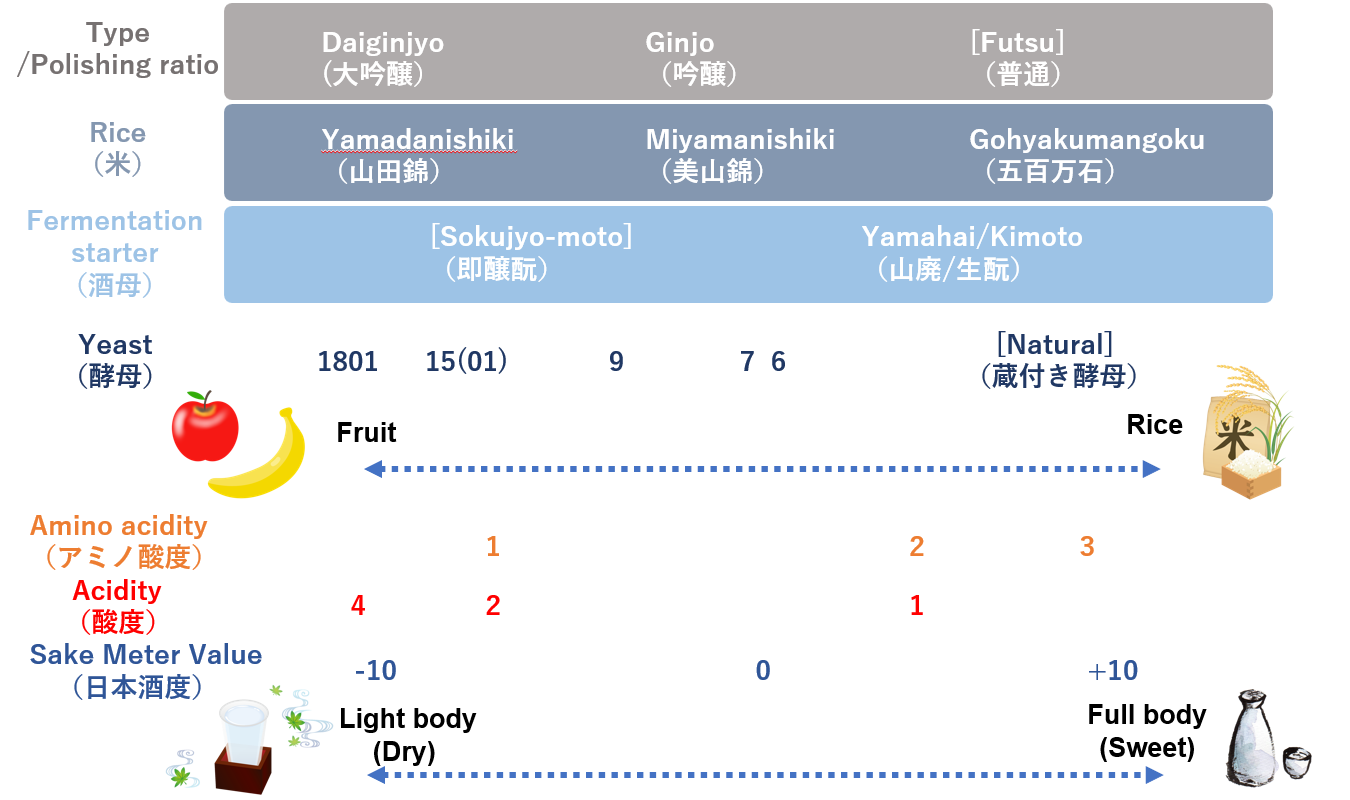 Type
/Polishing ratio
Daiginjyo
(大吟醸)
Ginjo
(吟醸)
[Futsu]
(普通)
Rice
(米)
Yamadanishiki
(山田錦)
Miyamanishiki
(美山錦)
Gohyakumangoku
(五百万石)
Fermentation
starter
(酒母)
[Sokujyo-moto]
(即醸酛)
Yamahai/Kimoto
(山廃/生酛)
Yeast
(酵母)
1801 15(01) 9 7 6
[Natural]
(蔵付き酵母)
Fruit
Rice
米
Amino acidity
(アミノ酸度)
1 2 3
Acidity
(酸度)
4 2 1
Sake Meter Value
(日本酒度)
-10 0 +10
Light body
(Dry)
Full body
(Sweet)